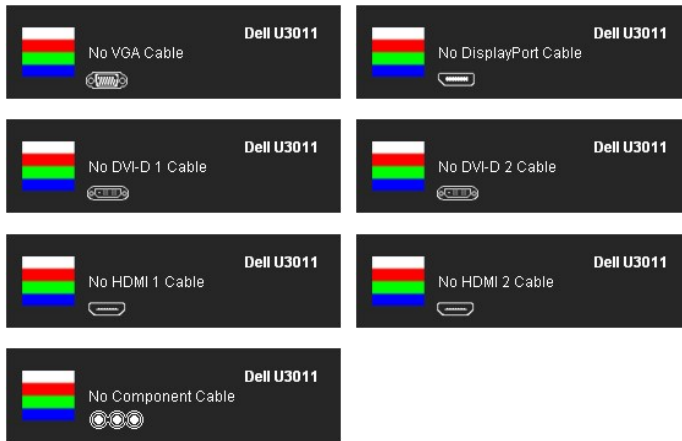 Dell U3011
No VGA Cable
Dell U3011
No DisplayPort Cable
Dell U3011
No DVI-D 1 Cable
Dell U3011
No DVI-D 2 Cable
Dell U3011
No HDMI 1 Cable
Dell U3011
No HDMI 2 Cable
Dell U3011
No Component Cable